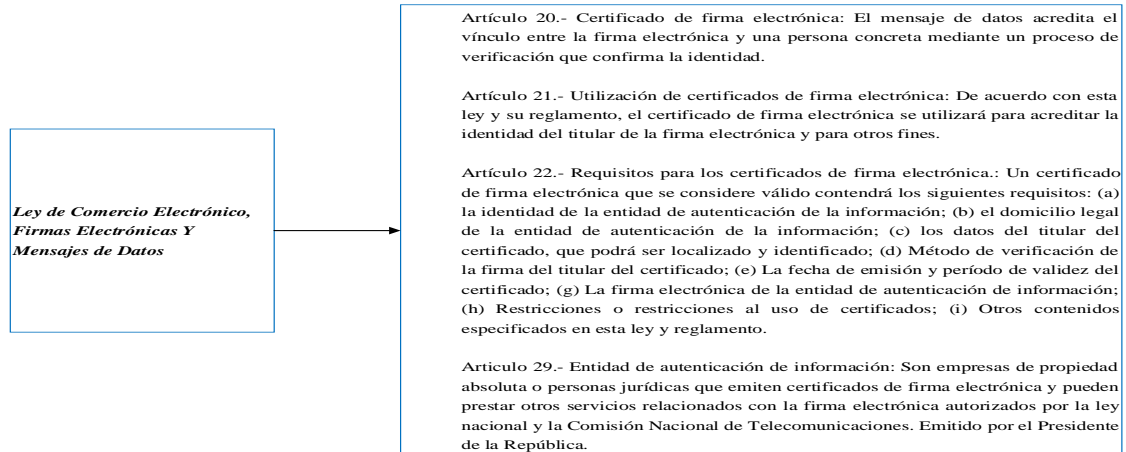 Ley de Comercio Electrónico,
Firmas Electrónicas Y
Mensajes de Datos
Artículo 20.- Certificado de firma electrónica: El mensaje de datos acredita el
vínculo entre la firma electrónica y una persona concreta mediante un proceso de
verificación que confirma la identidad.
Artículo 21.- Utilización de certificados de firma electrónica: De acuerdo con esta
ley y su reglamento, el certificado de firma electrónica se utilizará para acreditar la
identidad del titular de la firma electrónica y para otros fines.
Artículo 22.- Requisitos para los certificados de firma electrónica.: Un certificado
de firma electrónica que se considere válido contendrá los siguientes requisitos: (a)
la identidad de la entidad de autenticación de la información; (b) el domicilio legal
de la entidad de autenticación de la información; (c) los datos del titular del
certificado, que podrá ser localizado y identificado; (d) Método de verificación de
la firma del titular del certificado; (e) La fecha de emisión y período de validez del
certificado; (g) La firma electrónica de la entidad de autenticación de información;
(h) Restricciones o restricciones al uso de certificados; (i) Otros contenidos
especificados en esta ley y reglamento.
Articulo 29.- Entidad de autenticación de información: Son empresas de propiedad
absoluta o personas jurídicas que emiten certificados de firma electrónica y pueden
prestar otros servicios relacionados con la firma electrónica autorizados por la ley
nacional y la Comisión Nacional de Telecomunicaciones. Emitido por el Presidente
de la República.